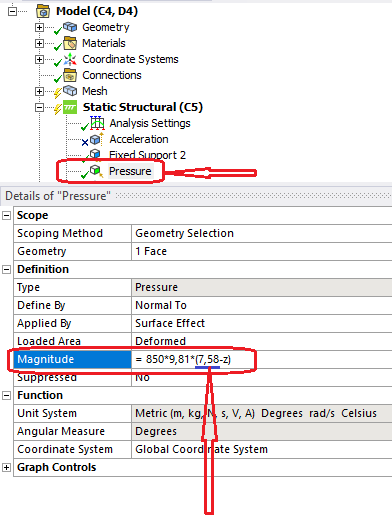 Model (C4, D4)
Geometry
Materials
Coordinate Systems
Connections
Mesh
Static Structural (C5)
Analysis Settings
Acceleration
Fixed Support 2
Pressure
Details of "Pressure"
Scope
Scoping Method Geometry Selection
Geometry 1 Face
Definition
Type Pressure
Define By Normal To
Applied By Surface Effect
Loaded Area Deformed
Magnitude = 850*9,81*(7,58-z)
Suppressed No
Function
Unit System Metric (m, kg, N, s, V, A) Degrees rad/s Celsius
Angular Measure Degrees
Coordinate System Global Coordinate System
Graph Controls